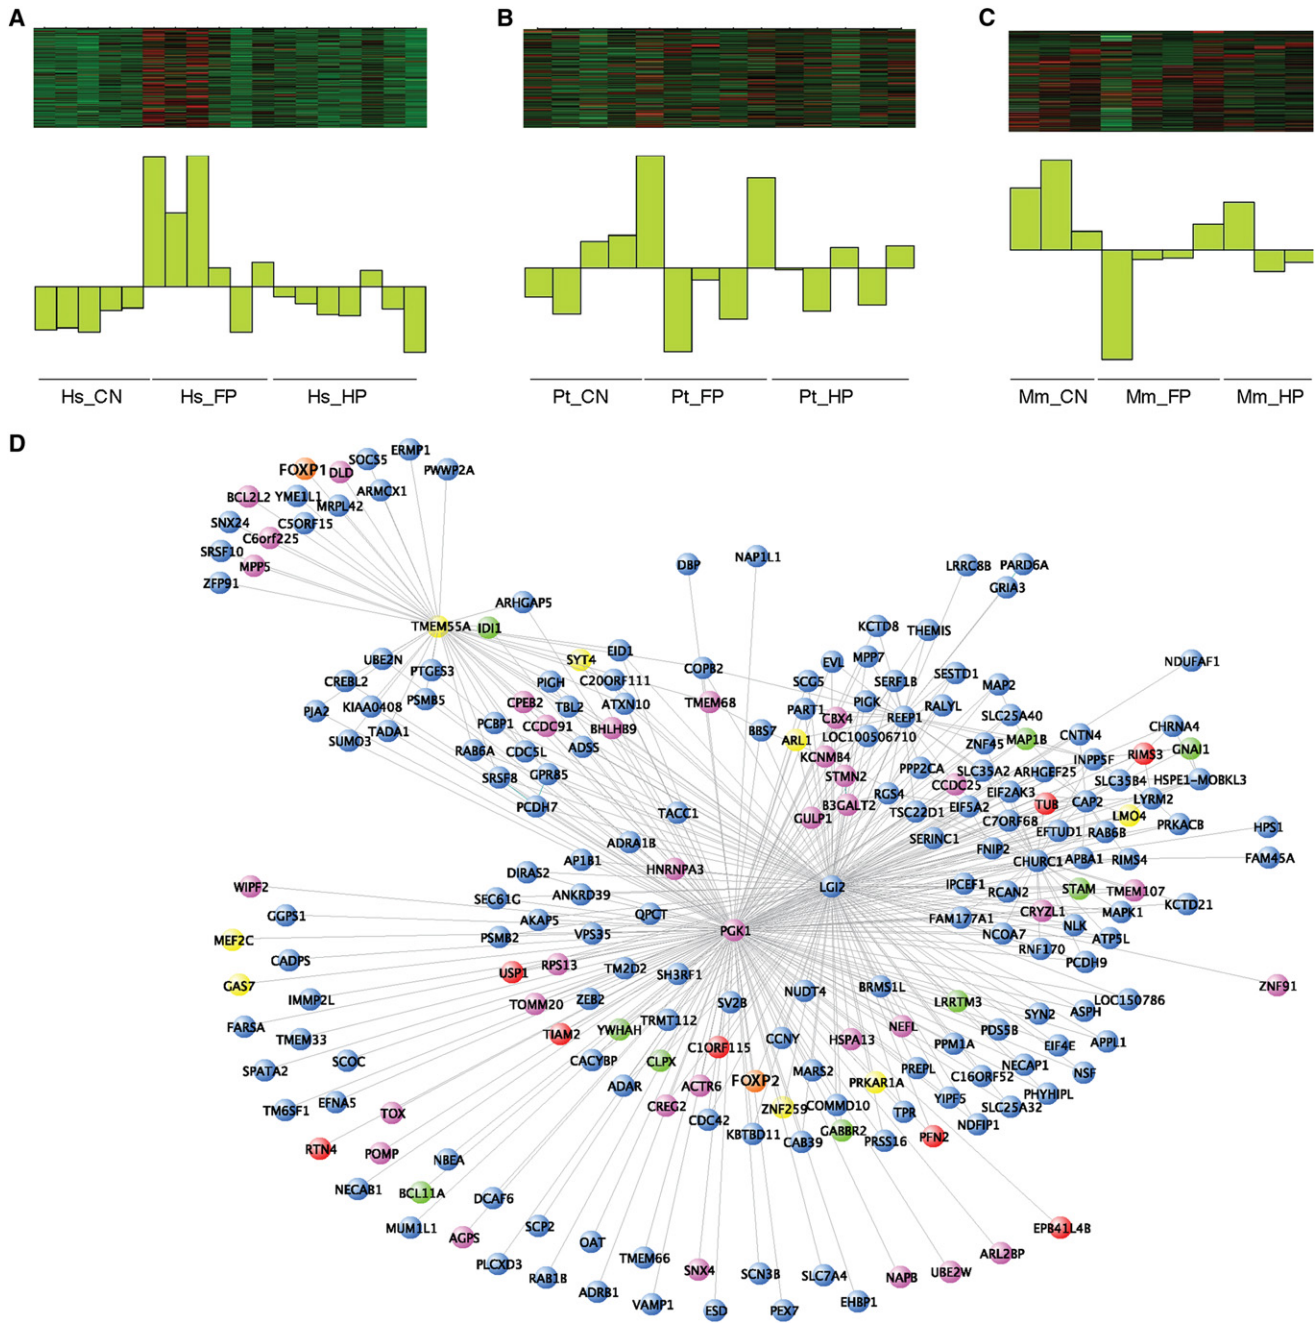 A
B
C
Hs_CN Hs_FP Hs_HP
Pt_CN Pt_FP Pt_HP
Mm_CN Mm_FP Mm_HP
D
ERMP1
SOCS5
FOXP1
DLD
PWWP2A
BCL2L2
YME1L1
ARMCX1
MRPL42
SNX24
C5ORF15
C6orf225
SRSF10
MPP5
ZFP91
DBP
NAP1L1
LRRC8B
PARD6A
GRIA3
ARHGAP5
TMEM55A
IDI1
KCTD8
THEMIS
UBE2N
PTGES3
SYT4
EID1
COPB2
EVL
MPP7
NDUFAF1
CREBL2
PIGH
C20ORF111
SCG5
SERF1B
SESTD1
MAP2
PJA2
KIAA0408
PSMB5
CPEB2
TBL2
ATXN10
TMEM68
PART1
PIGK
REEP1
RALYL
SLC25A40
SUMO3
TADA1
PCBP1
CCDC91
BHLHB9
BBS7
ARL1
CBX4
LOC100506710
ZNF45
MAP1B
CNTN4
CHRNA4
RAB6A
CDC5L
ADSS
KCNMB4
INPP5F
RIMS3
GNAI1
SRSF8
GPR85
STMN2
PPP2CA
SLC35A2
ARHGEF25
SLC35B4
HSPE1-MOBKL3
PCDH7
RGS4
CCDC25
EIF2AK3
LYRM2
TACC1
GULP1
B3GALT2
TSC22D1
EIF5A2
TUB
CAP2
LMO4
PRKACB
C7ORF68
ADRA1B
SERINC1
EFTUD1
RAB6B
HPS1
AP1B1
HNRNPA3
FNIP2
CHURC1
APBA1
RIMS4
FAM45A
DIRAS2
LGI2
IPCEF1
RCAN2
STAM
TMEM107
WIPF2
SEC61G
ANKRD39
KCTD21
GGPS1
AKAP5
QPCT
FAM177A1
CRYZL1
MAPK1
NLK
MEF2C
PSMB2
VPS35
PGK1
NCOA7
ATP5L
RNF170
CADPS
USP1
RPS13
TM2D2
SH3RF1
PCDH9
GAS7
BRMS1L
ZNF91
IMMP2L
TOMM20
ZEB2
SV2B
NUDT4
LRRTM3
LOC150786
FARSA
TIAM2
YWHAH
TRMT112
NEFL
SYN2
ASPH
TMEM33
CCNY
HSPA13
PDS5B
SCOC
CACYBP
CLPX
C1ORF115
PPM1A
EIF4E
APPL1
SPATA2
ADAR
ACTR6
FOXP2
MARS2
PRKAR1A
PREPL
C16ORF52
NECAP1
NSF
TM6SF1
EFNA5
TOX
CREG2
ZNF259
COMMD10
TPR
YIPF5
PHYHIPL
CDC42
SLC25A32
KBTBD11
CAB39
GABBR2
PRSS16
PFN2
NDFIP1
RTN4
POMP
NBEA
NECAB1
BCL11A
DCAF6
MUM1L1
AGPS
SCP2
EPB41L4B
PLCXD3
OAT
ARL2BP
RAB1B
TMEM66
SNX4
SCN3B
SLC7A4
NAPB
UBE2W
ADRB1
VAMP1
ESD
PEX7
EHBP1